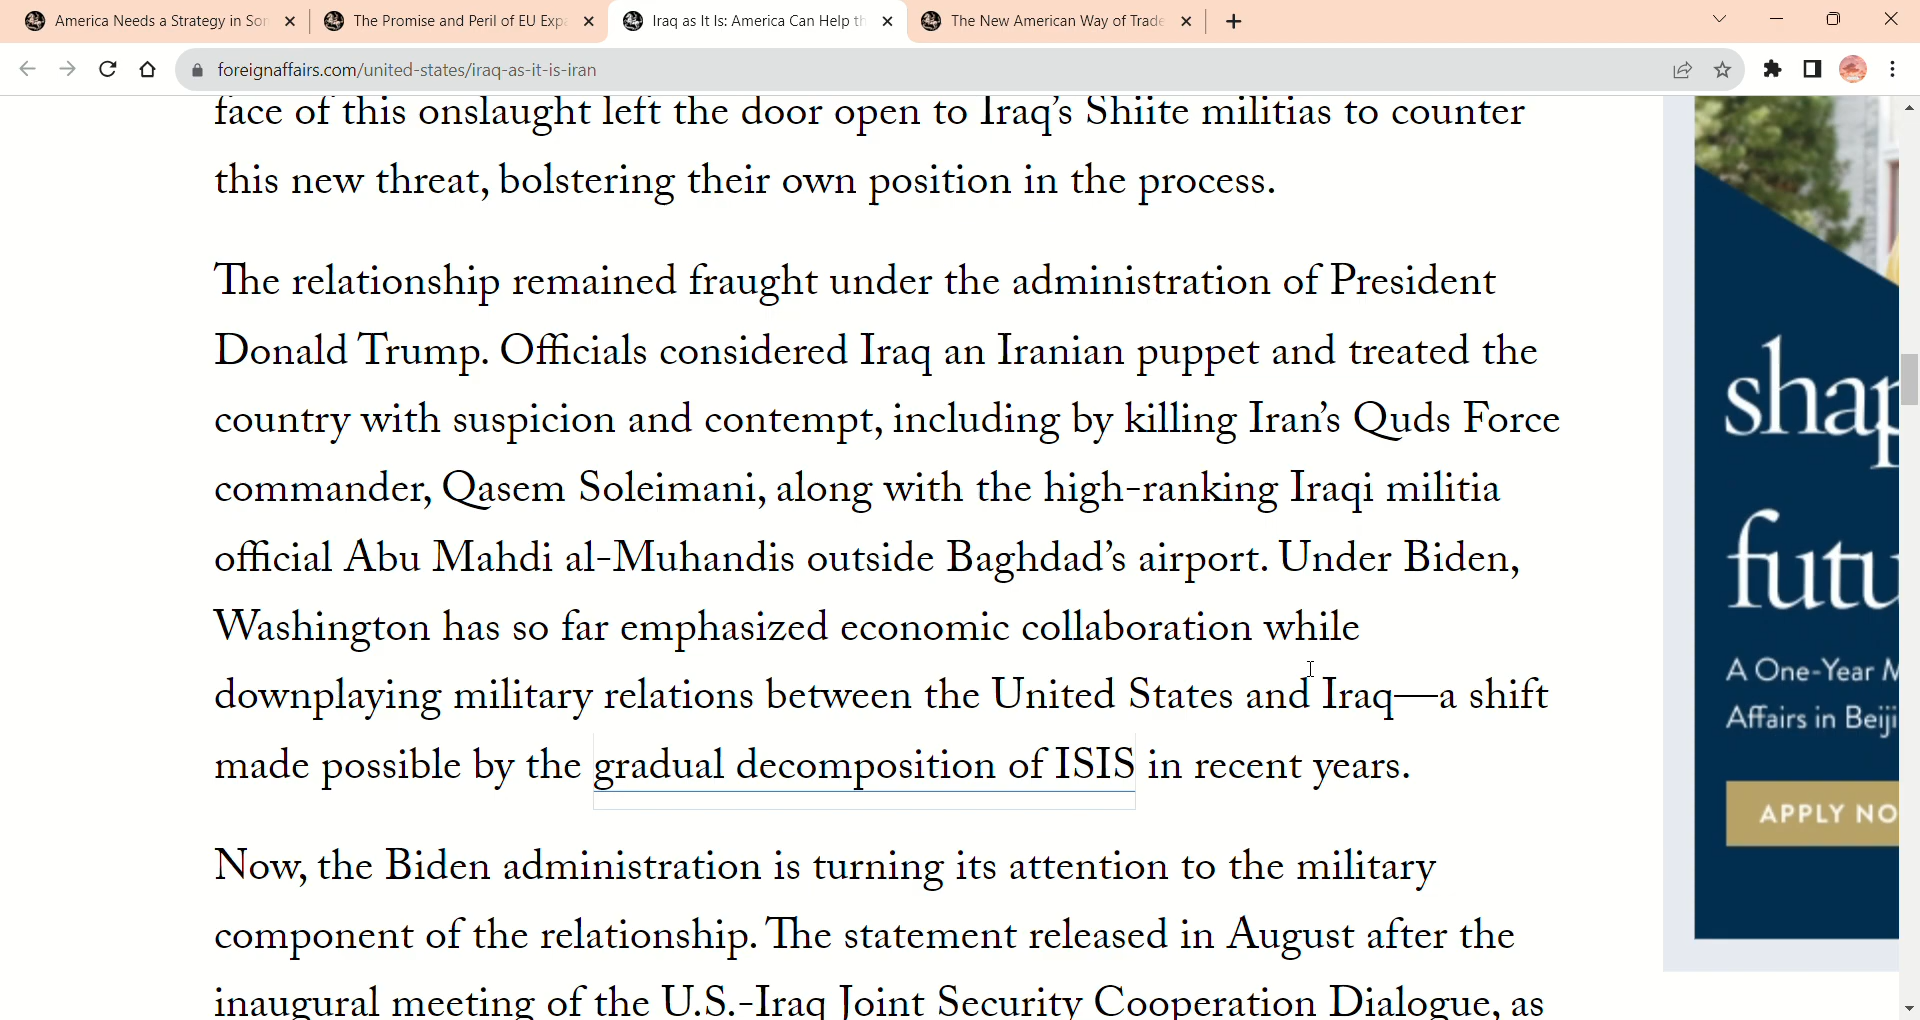 America Needs a Strategy in Son
The Promise and Peril of EU Expa
Iraq as It Is: America Can Help th
The New American Way of Trade
foreignaffairs.com/united-states/iraq-as-it-is-iran
face of this onslaught left the door open to Iraq’s Shiite militias to counter
this new threat, bolstering their own position in the process.
The relationship remained fraught under the administration of President
Donald Trump. Officials considered Iraq an Iranian puppet and treated the
country with suspicion and contempt, including by killing Iran’s Quds Force
commander, Qasem Soleimani, along with the high-ranking Iraqi militia
official Abu Mahdi al-Muhandis outside Baghdad’s airport. Under Biden,
Washington has so far emphasized economic collaboration while
downplaying military relations between the United States and Iraq—a shift
made possible by the gradual decomposition of ISIS in recent years.
Now, the Biden administration is turning its attention to the military
component of the relationship. The statement released in August after the
inaugural meeting of the U.S.-Iraq Joint Security Cooperation Dialogue, as
shap
futu
A One-Year M
Affairs in Beiji
APPLY NO